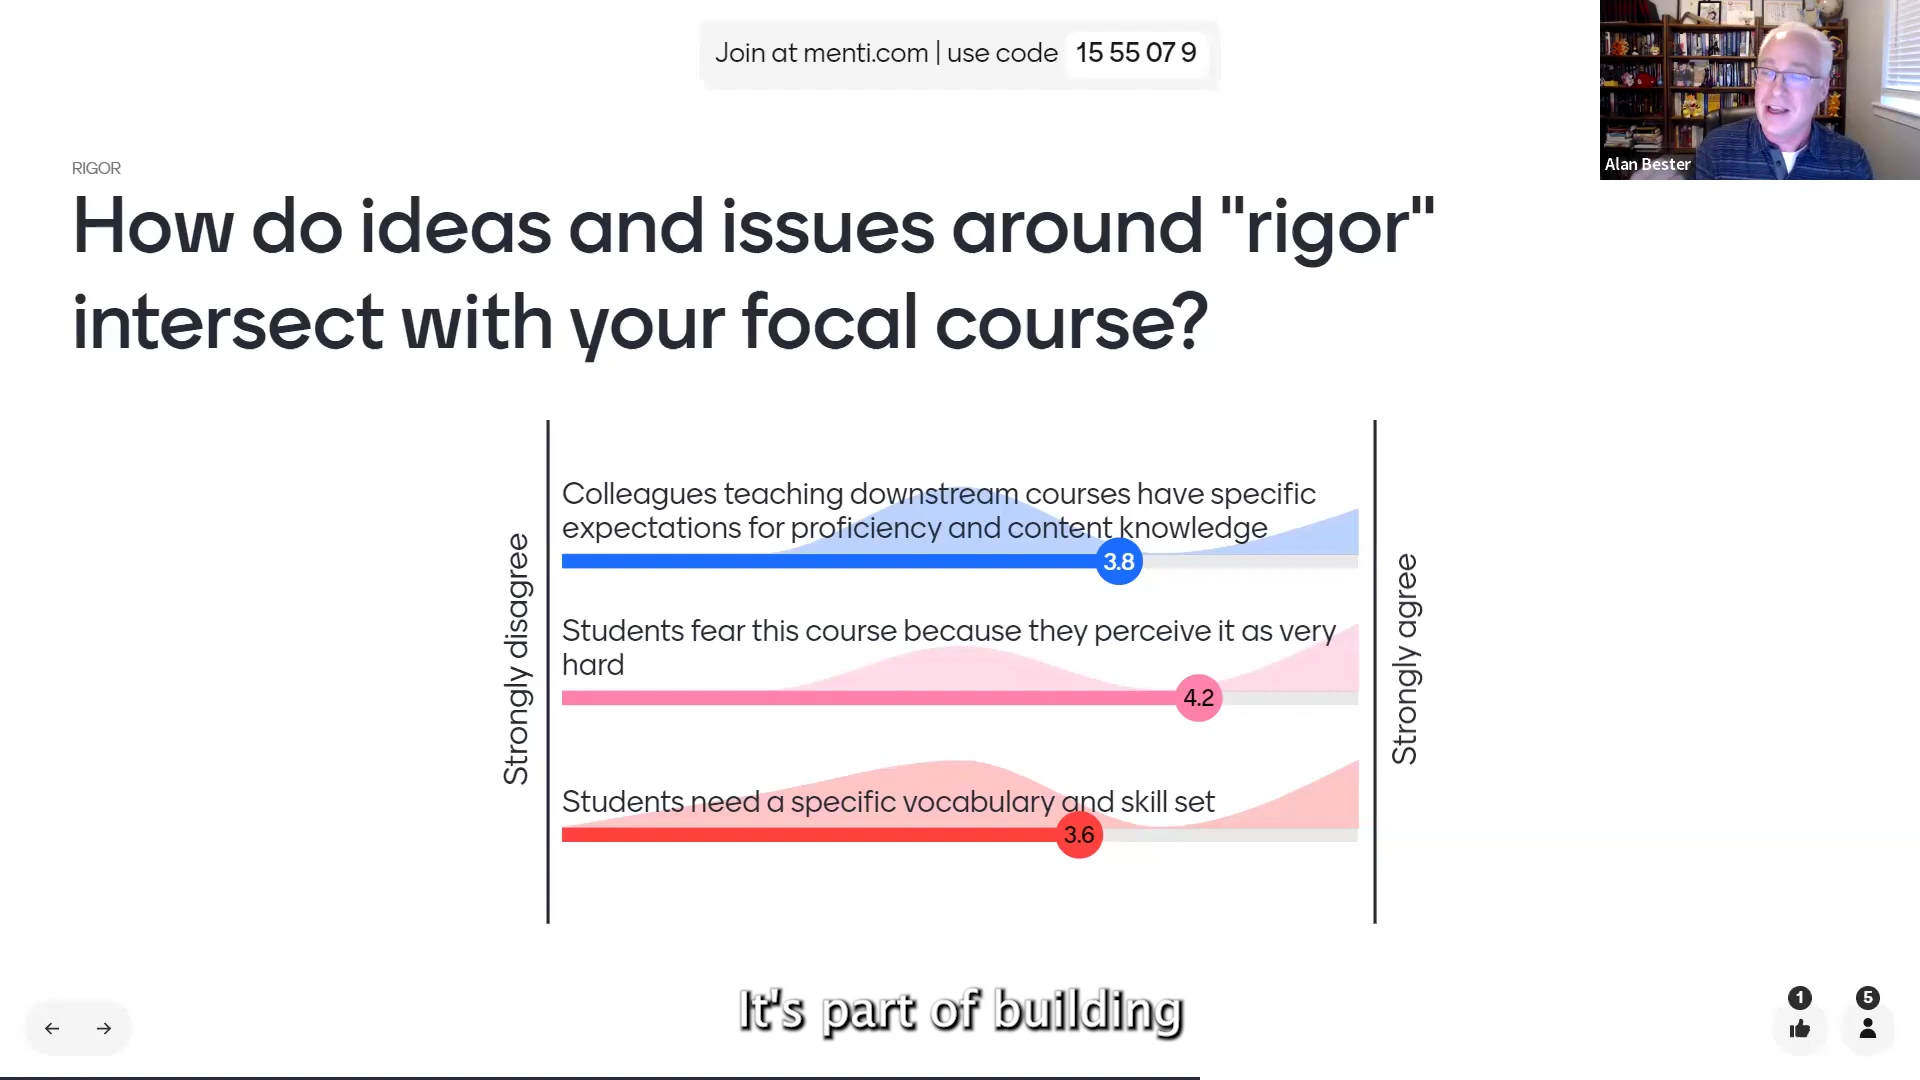 Join at menti.com | use code 15 55 07 9
Alan Bester
RIGOR
How do ideas and issues around "rigor"
intersect with your focal course?
Strongly disagree
Colleagues teaching downstream courses have specific
expectations for proficiency and content knowledge
3.8
Students fear this course because they perceive it as very
hard
4.2
Students need a specific vocabulary and skill set
3.6
Strongly agree
It's part of building
1
5